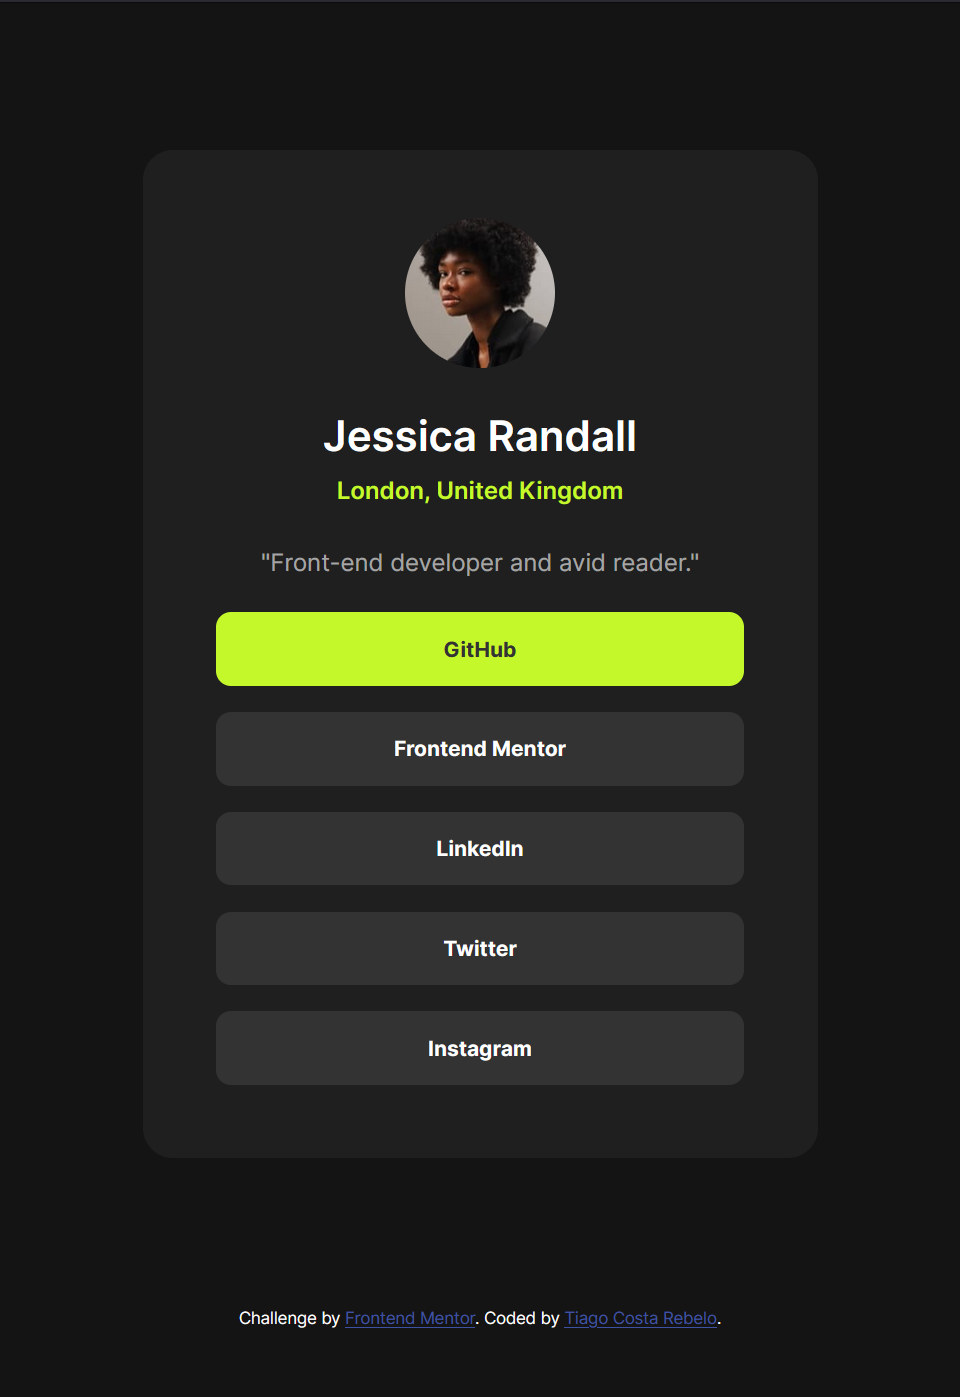 Jessica Randall
London, United Kingdom
"Front-end developer and avid reader."
GitHub
Frontend Mentor
LinkedIn
Twitter
Instagram
Challenge by Frontend Mentor. Coded by Tiago Costa Rebelo.